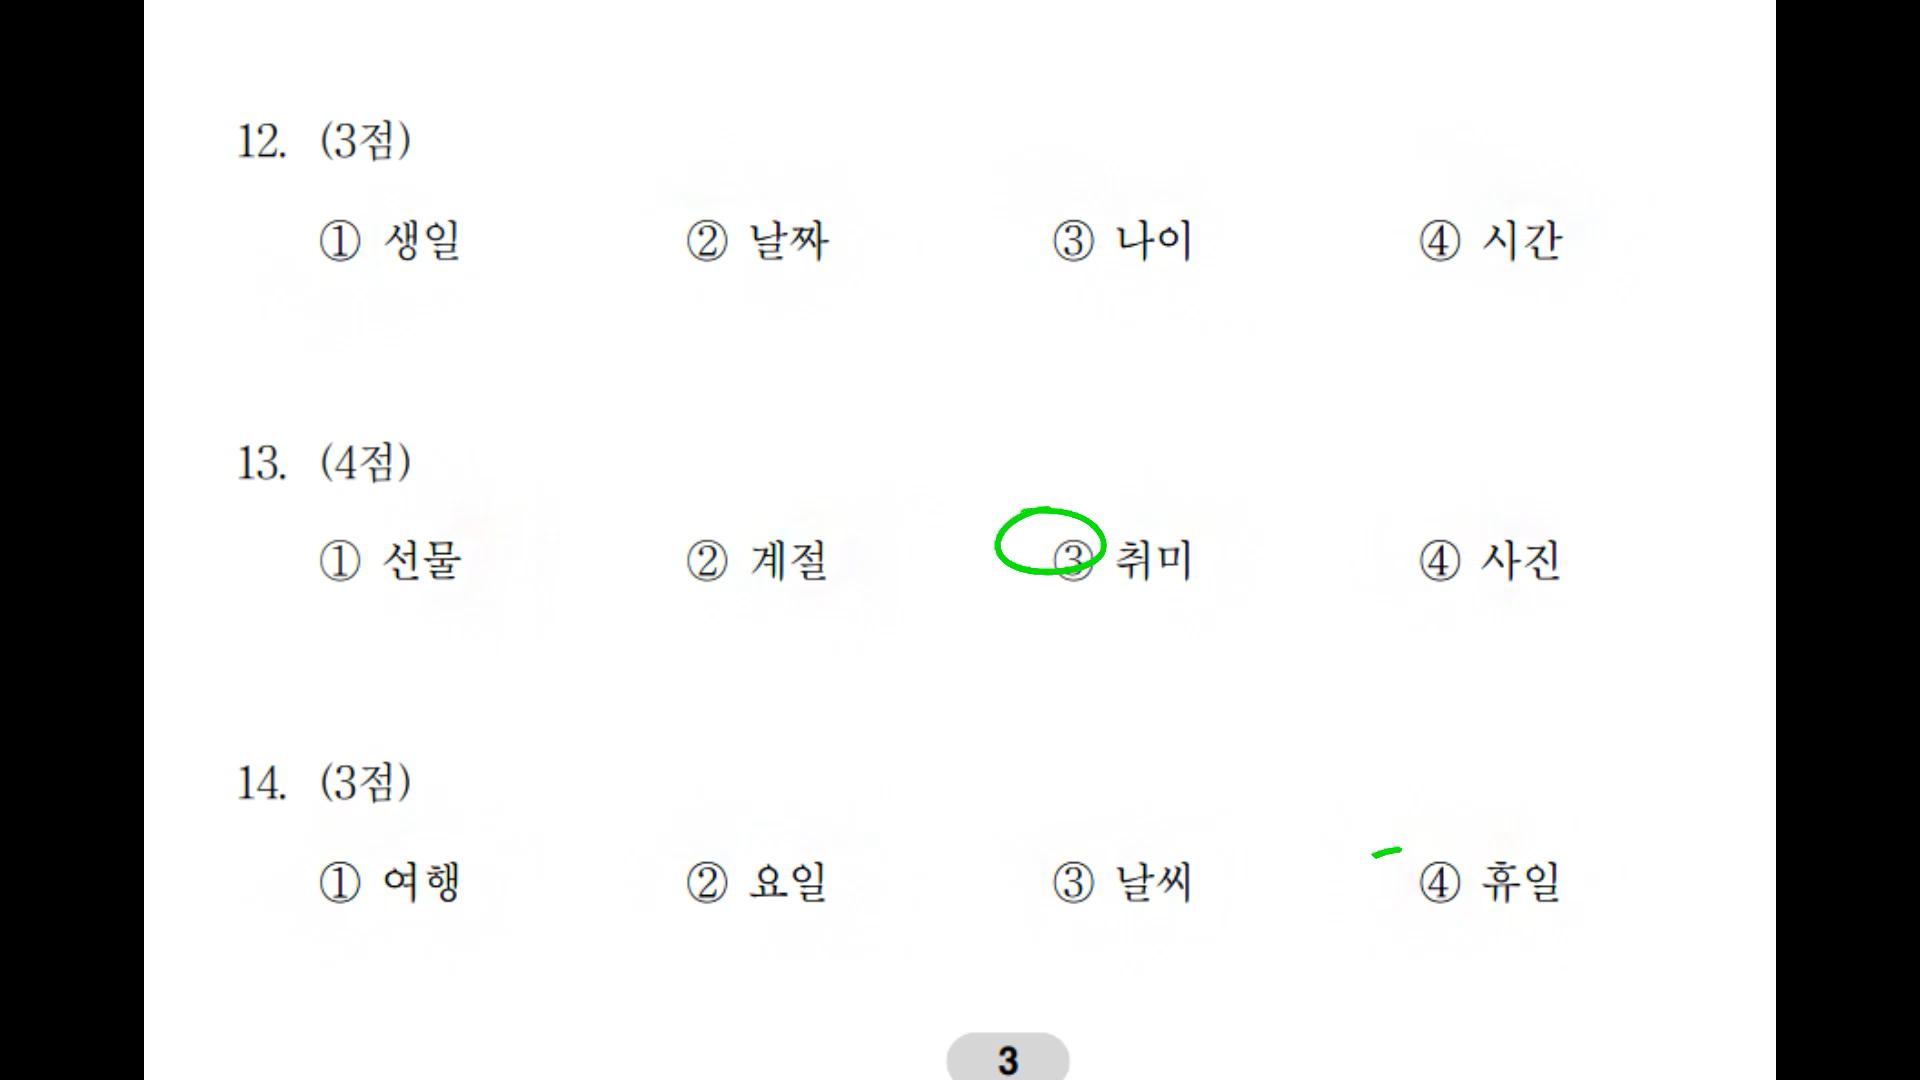 12. (3점)
① 생일 ② 날짜 ③ 나이 ④ 시간
13. (4점)
① 선물 ② 계절 ③ 취미 ④ 사진
14. (3점)
① 여행 ② 요일 ③ 날씨 ④ 휴일
3